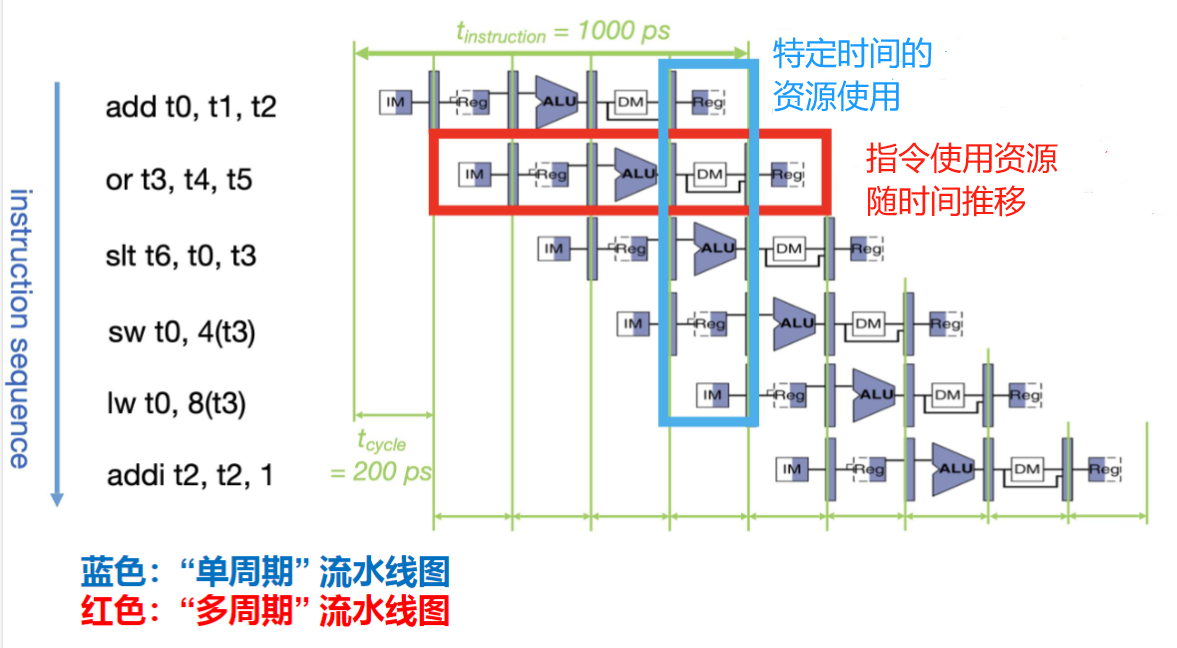 t_instruction = 1000 ps
特定时间的
资源使用
add t0, t1, t2
IM Reg ALU DM Reg
指令使用资源
随时间推移
or t3, t4, t5
IM Reg ALU DM Reg
slt t6, t0, t3
IM Reg ALU DM Reg
sw t0, 4(t3)
IM Reg ALU DM Reg
lw t0, 8(t3)
IM Reg ALU DM Reg
t_cycle
= 200 ps
addi t2, t2, 1
IM Reg ALU DM Reg
instruction sequence
蓝色：“单周期” 流水线图
红色：“多周期” 流水线图